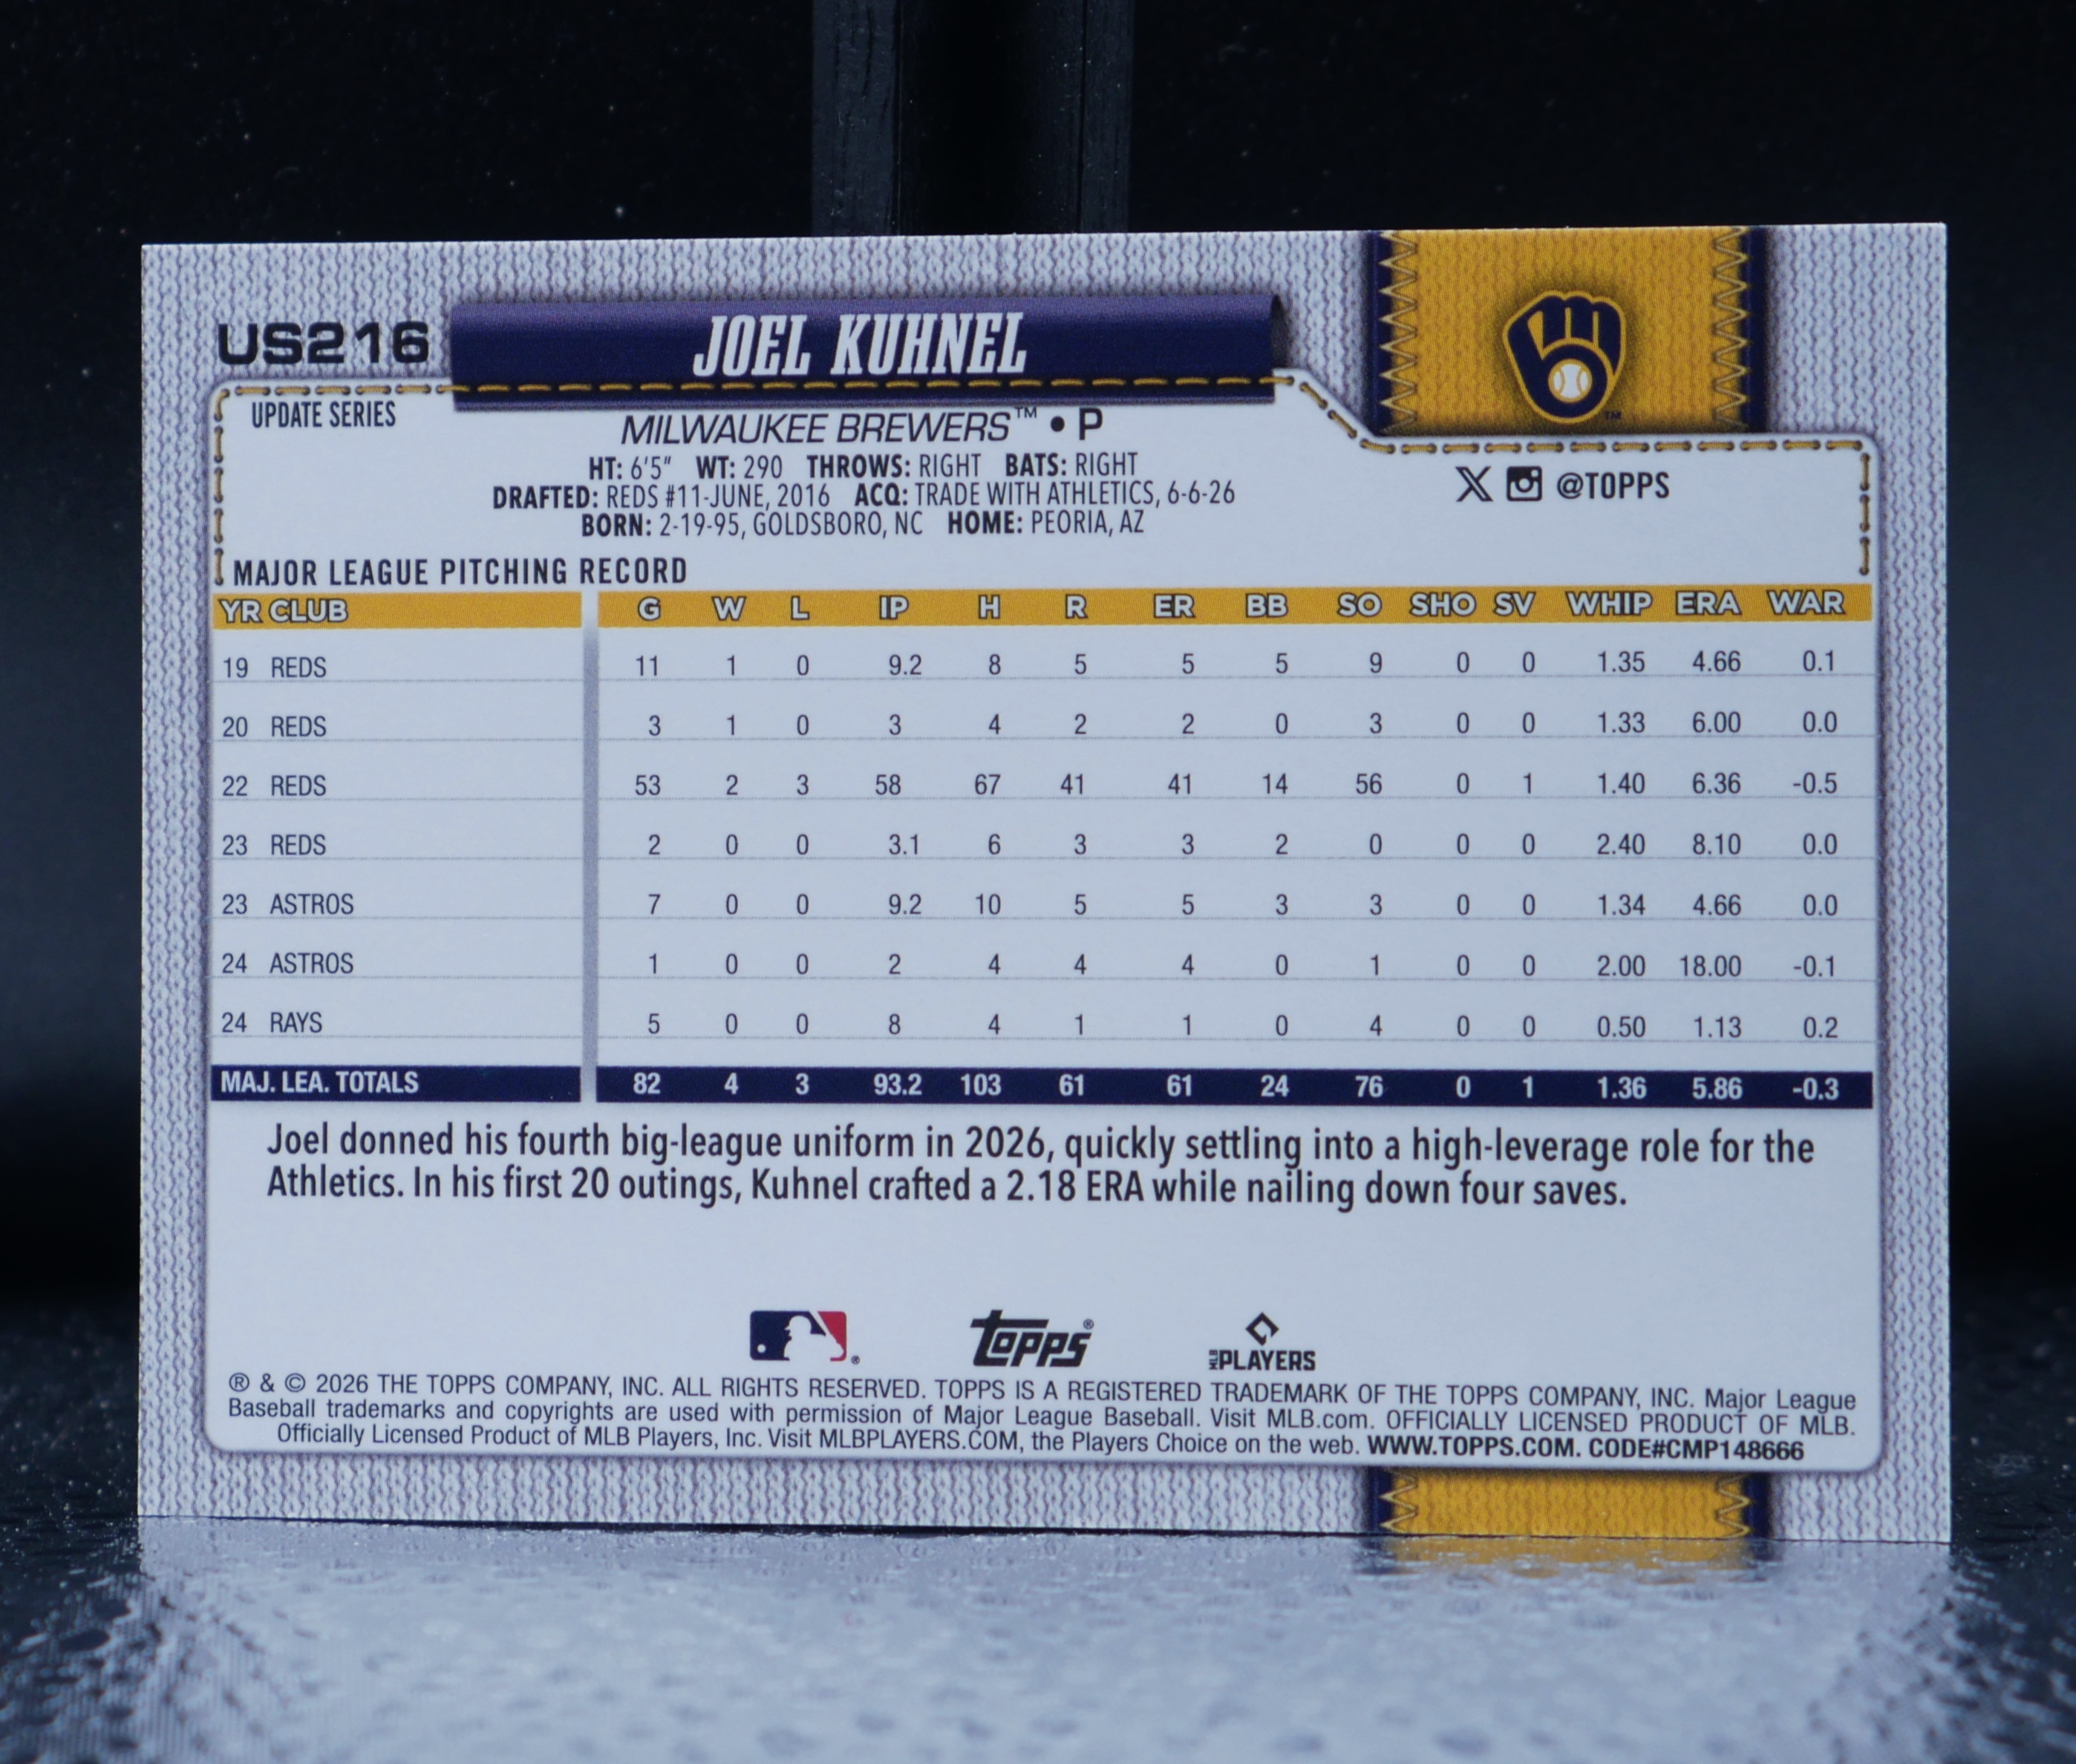 US216
JOEL KUHNEL
UPDATE SERIES
MILWAUKEE BREWERS™ • P
HT: 6'5" WT: 290 THROWS: RIGHT BATS: RIGHT
DRAFTED: REDS #11-JUNE, 2016 ACQ: TRADE WITH ATHLETICS, 6-6-26
BORN: 2-19-95, GOLDSBORO, NC HOME: PEORIA, AZ
TM
X @TOPPS
MAJOR LEAGUE PITCHING RECORD
YR CLUB G W L IP H R ER BB SO SHO SV WHIP ERA WAR
19 REDS 11 1 0 9.2 8 5 5 5 9 0 0 1.35 4.66 0.1
20 REDS 3 1 0 3 4 2 2 0 3 0 0 1.33 6.00 0.0
22 REDS 53 2 3 58 67 41 41 14 56 0 1 1.40 6.36 -0.5
23 REDS 2 0 0 3.1 6 3 3 2 0 0 0 2.40 8.10 0.0
23 ASTROS 7 0 0 9.2 10 5 5 3 3 0 0 1.34 4.66 0.0
24 ASTROS 1 0 0 2 4 4 4 0 1 0 0 2.00 18.00 -0.1
24 RAYS 5 0 0 8 4 1 1 0 4 0 0 0.50 1.13 0.2
MAJ. LEA. TOTALS 82 4 3 93.2 103 61 61 24 76 0 1 1.36 5.86 -0.3
Joel donned his fourth big-league uniform in 2026, quickly settling into a high-leverage role for the
Athletics. In his first 20 outings, Kuhnel crafted a 2.18 ERA while nailing down four saves.
® topps® MLB PLAYERS
® & © 2026 THE TOPPS COMPANY, INC. ALL RIGHTS RESERVED. TOPPS IS A REGISTERED TRADEMARK OF THE TOPPS COMPANY, INC. Major League
Baseball trademarks and copyrights are used with permission of Major League Baseball. Visit MLB.com. OFFICIALLY LICENSED PRODUCT OF MLB.
Officially Licensed Product of MLB Players, Inc. Visit MLBPLAYERS.COM, the Players Choice on the web. WWW.TOPPS.COM. CODE#CMP148666